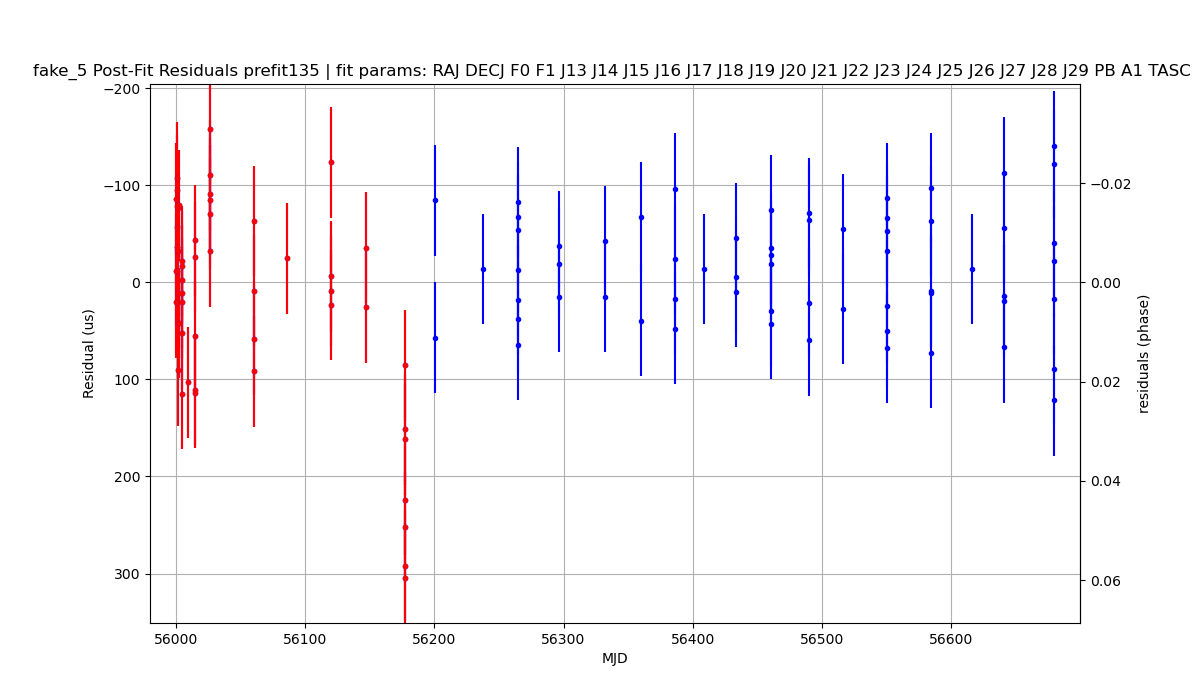 fake_5 Post-Fit Residuals prefit135 | fit params: RAJ DECJ F0 F1 J13 J14 J15 J16 J17 J18 J19 J20 J21 J22 J23 J24 J25 J26 J27 J28 J29 PB A1 TASC
−200
−100
0
100
200
300
Residual (us)
−0.02
0.00
0.02
0.04
0.06
residuals (phase)
56000 56100 56200 56300 56400 56500 56600
MJD